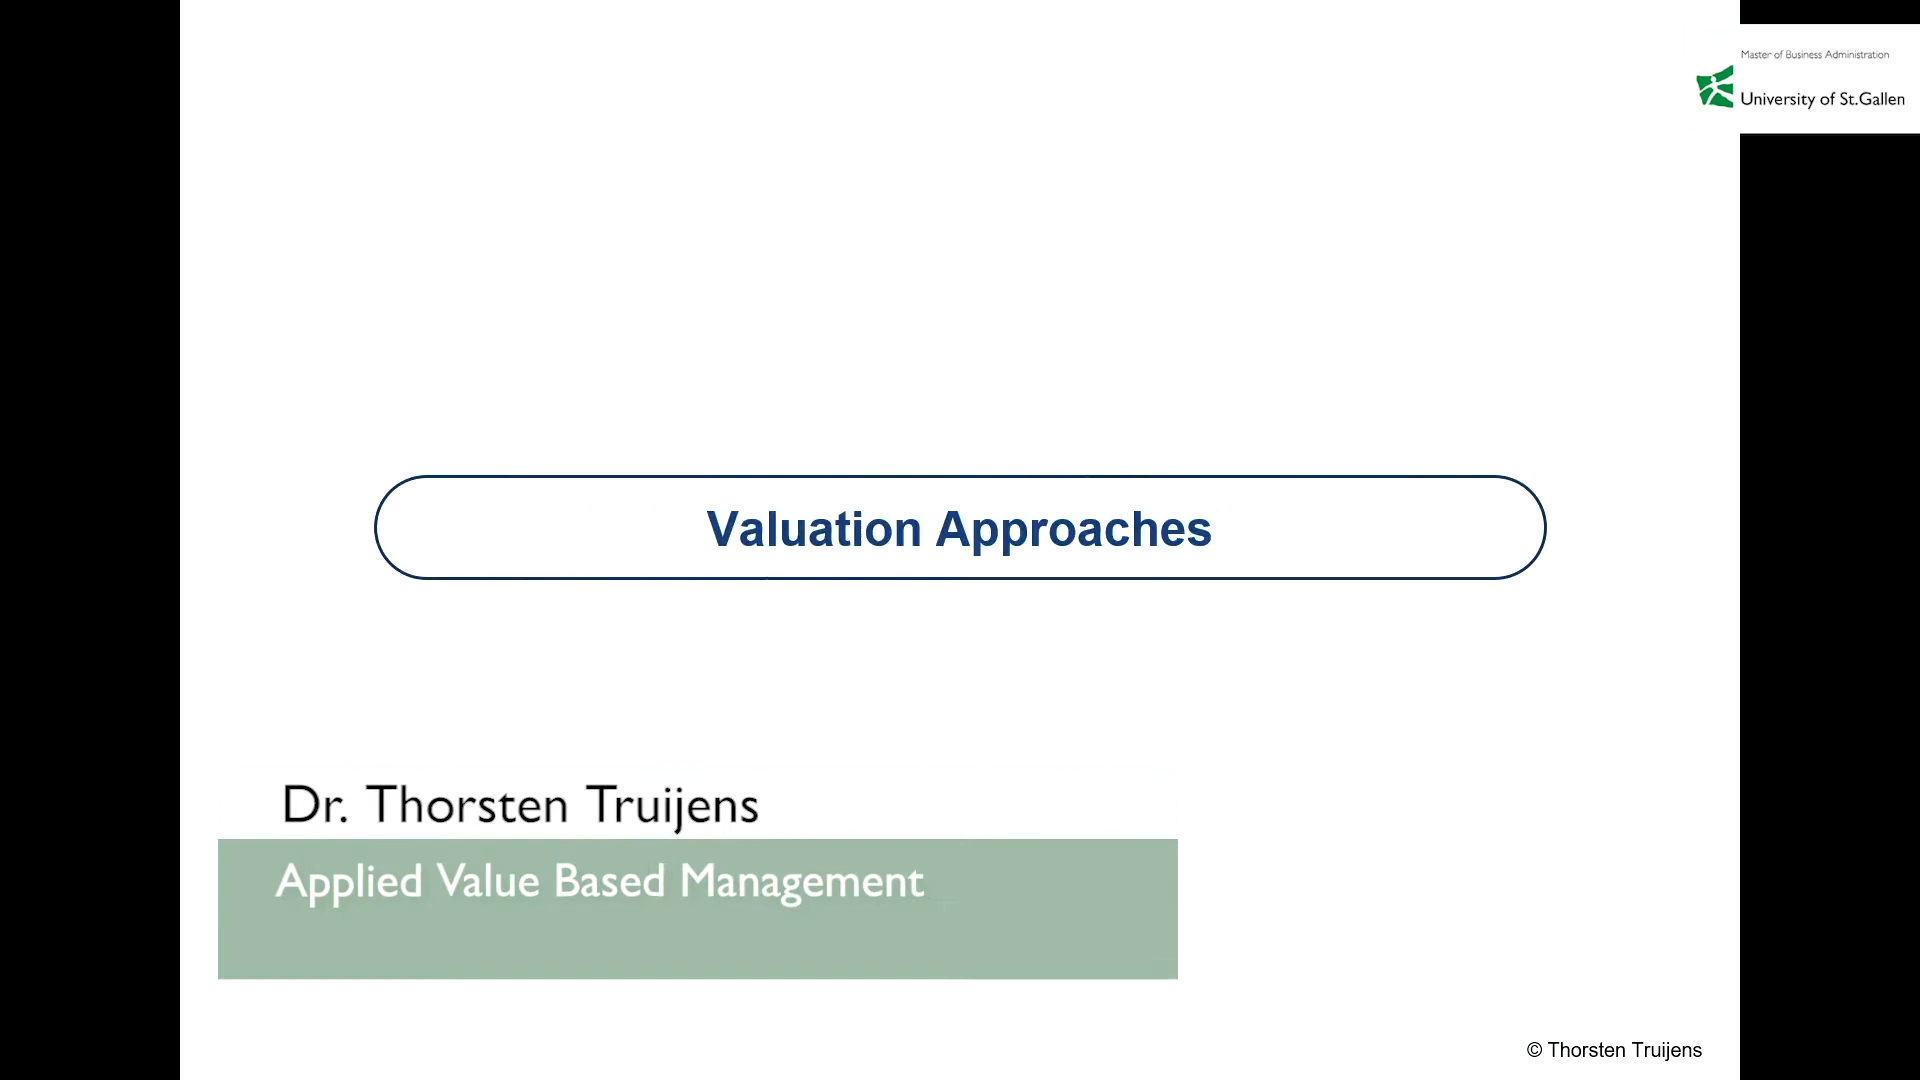 Master of Business Administration
University of St.Gallen
Valuation Approaches
Dr. Thorsten Truijens
Applied Value Based Management
© Thorsten Truijens